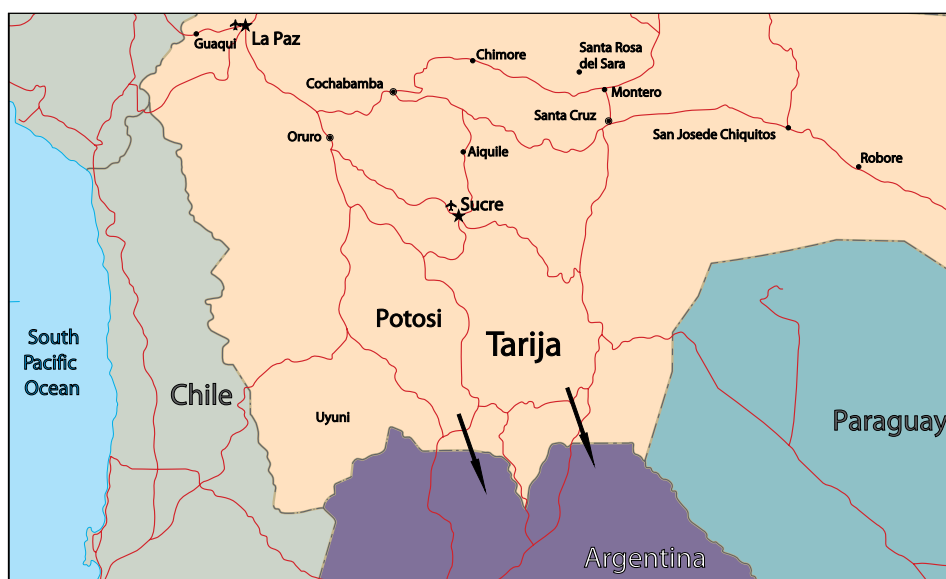 La Paz
Guaqui
Chimore
Santa Rosa
del Sara
Cochabamba
Montero
Santa Cruz
Oruro
San Josede Chiquitos
Aiquile
Robore
Sucre
Potosi
Tarija
South
Pacific
Ocean
Chile
Uyuni
Paraguay
Argentina